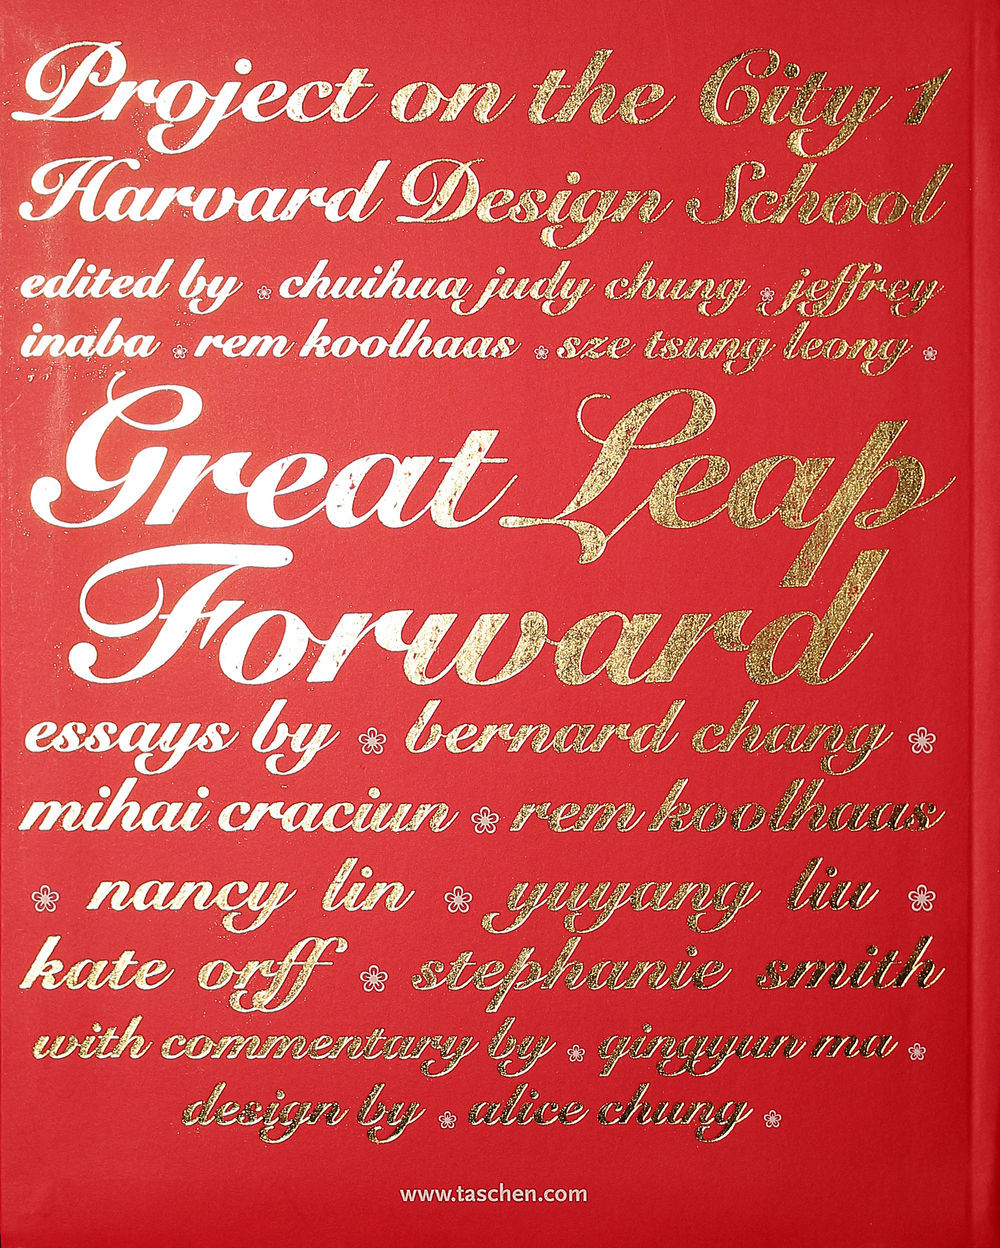 Project on the City 1
Harvard Design School
edited by chuihua judy chung jeffrey
inaba rem koolhaas sze tsung leong
Great Leap
Forward
essays by bernard chang
mihai craciun rem koolhaas
nancy lin yuyang liu
kate orff stephanie smith
with commentary by qingyun ma
design by alice chung
www.taschen.com